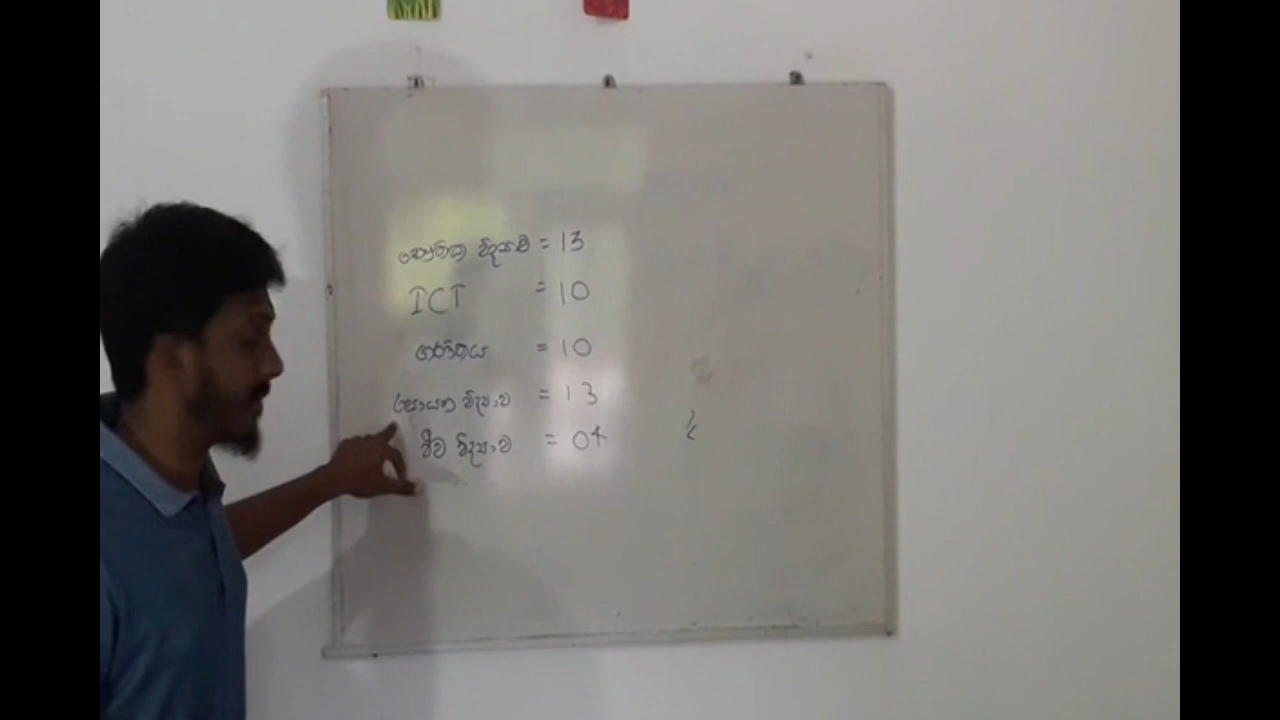 භෞතික විද්‍යාව = 13
ICT = 10
ගණිතය = 10
රසායන විද්‍යාව = 13
ජීව විද්‍යාව = 04